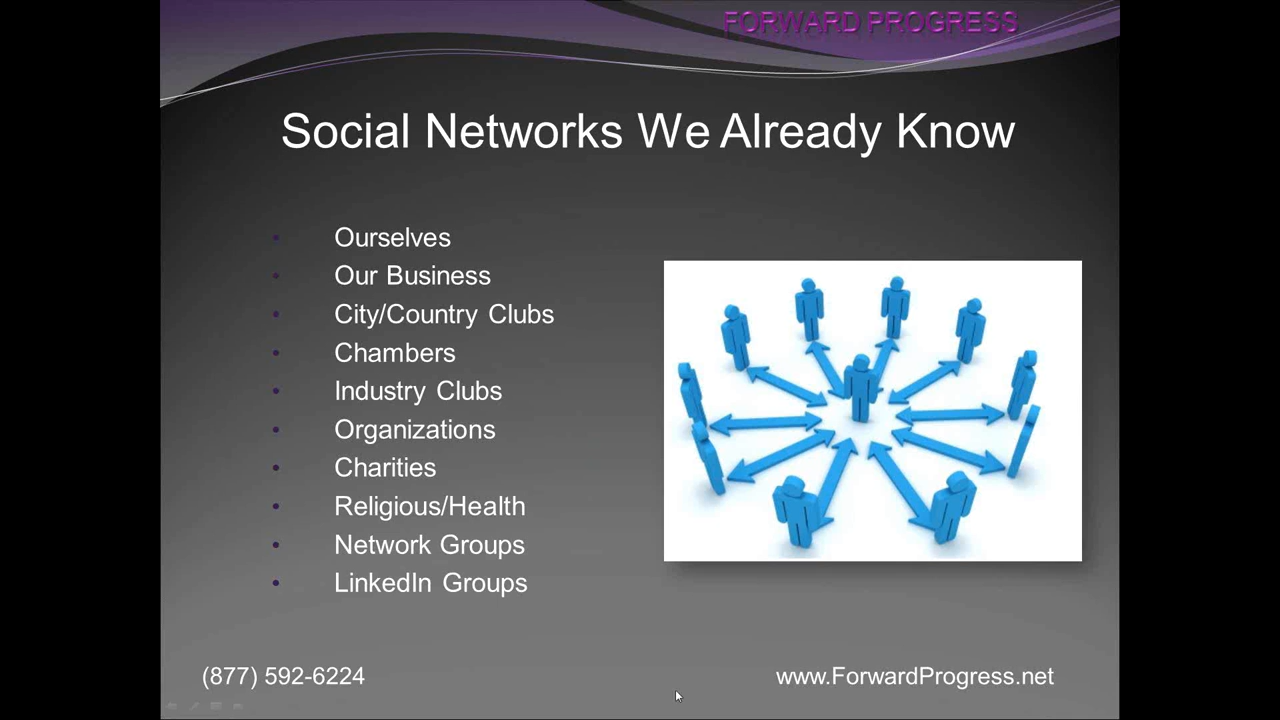 FORWARD PROGRESS
Social Networks We Already Know
• Ourselves
• Our Business
• City/Country Clubs
• Chambers
• Industry Clubs
• Organizations
• Charities
• Religious/Health
• Network Groups
• LinkedIn Groups
(877) 592-6224
www.ForwardProgress.net